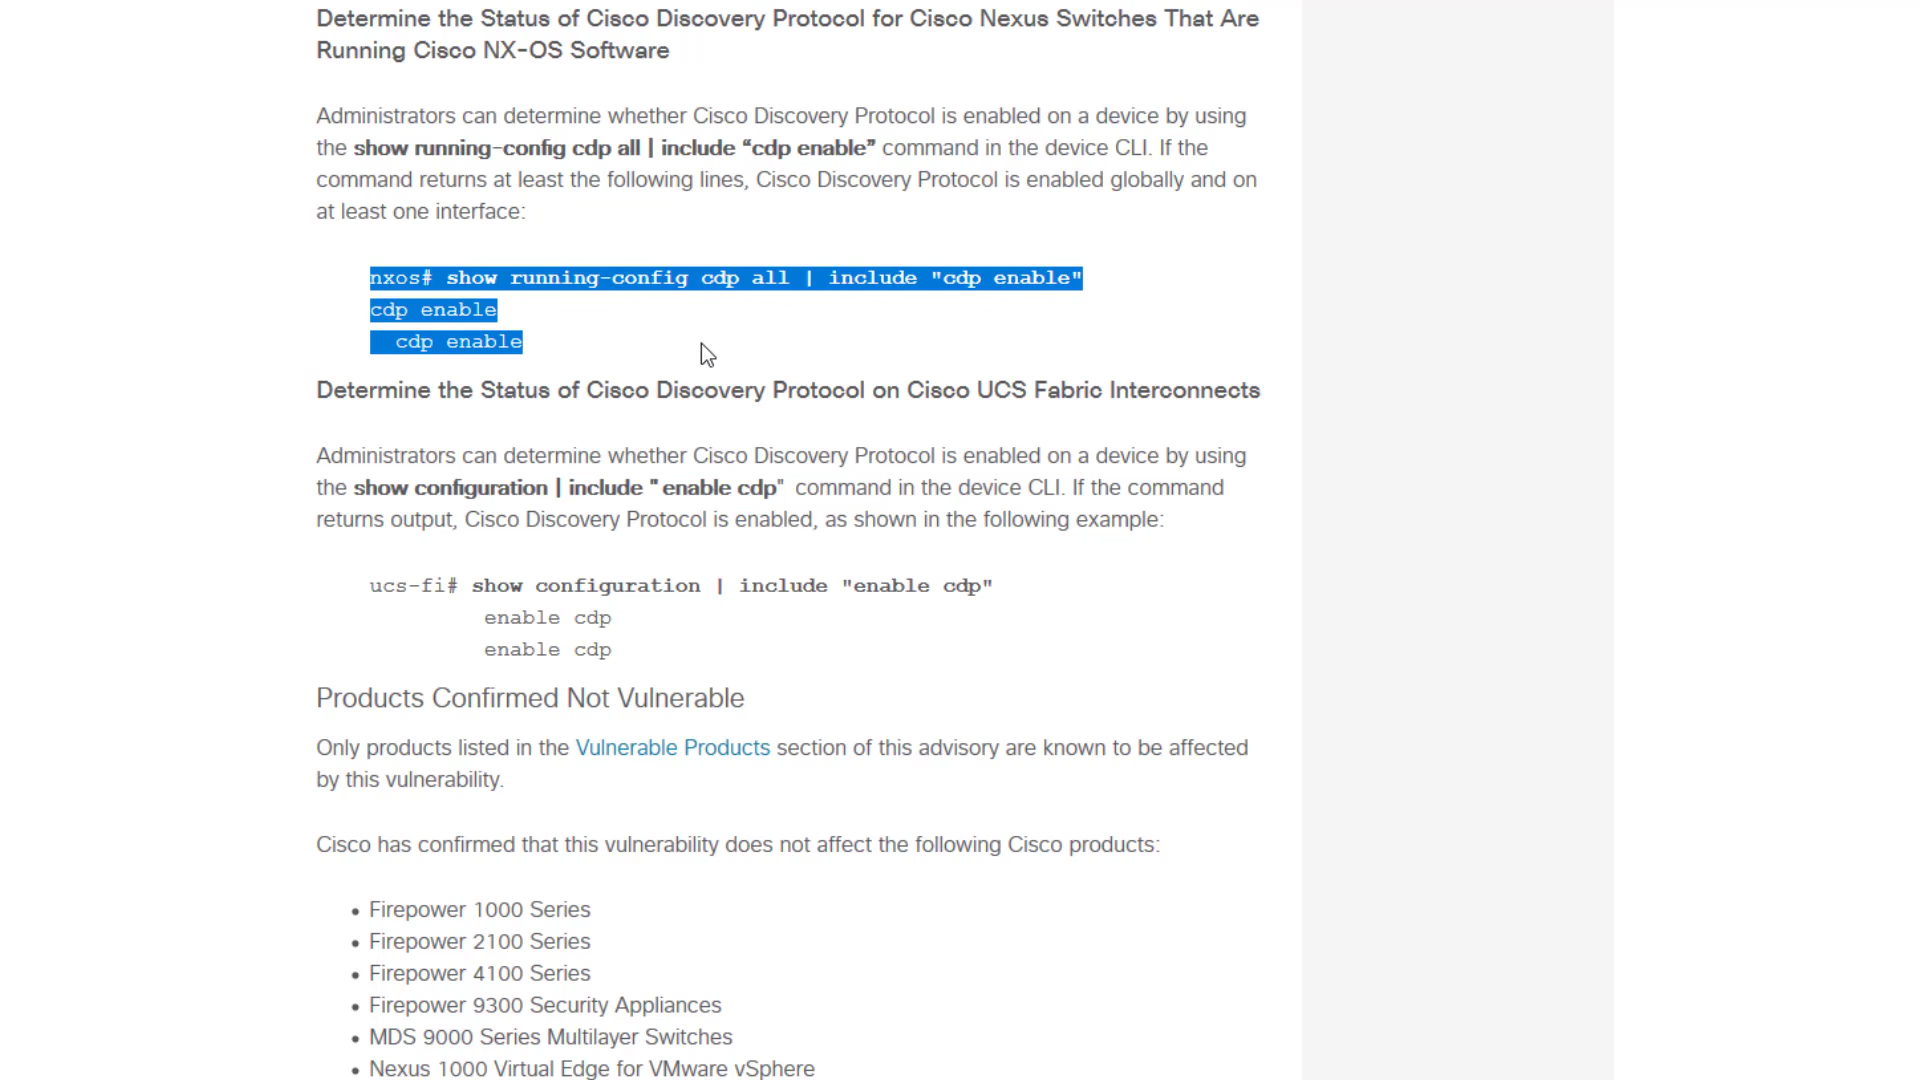 Determine the Status of Cisco Discovery Protocol for Cisco Nexus Switches That Are
Running Cisco NX-OS Software
Administrators can determine whether Cisco Discovery Protocol is enabled on a device by using
the show running-config cdp all | include “cdp enable” command in the device CLI. If the
command returns at least the following lines, Cisco Discovery Protocol is enabled globally and on
at least one interface:
nxos# show running-config cdp all | include "cdp enable"
cdp enable
  cdp enable
Determine the Status of Cisco Discovery Protocol on Cisco UCS Fabric Interconnects
Administrators can determine whether Cisco Discovery Protocol is enabled on a device by using
the show configuration | include "enable cdp" command in the device CLI. If the command
returns output, Cisco Discovery Protocol is enabled, as shown in the following example:
ucs-fi# show configuration | include "enable cdp"
         enable cdp
         enable cdp
Products Confirmed Not Vulnerable
Only products listed in the Vulnerable Products section of this advisory are known to be affected
by this vulnerability.
Cisco has confirmed that this vulnerability does not affect the following Cisco products:
• Firepower 1000 Series
• Firepower 2100 Series
• Firepower 4100 Series
• Firepower 9300 Security Appliances
• MDS 9000 Series Multilayer Switches
• Nexus 1000 Virtual Edge for VMware vSphere